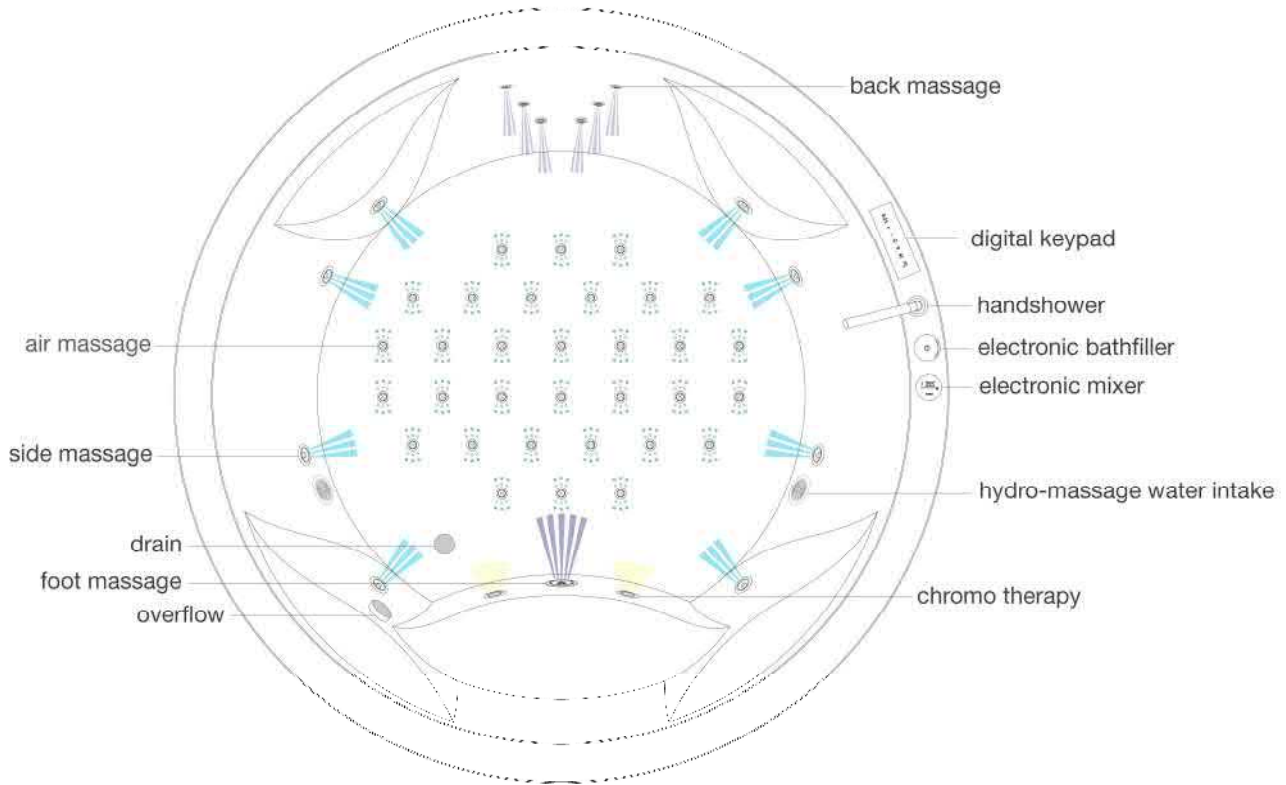 back massage
digital keypad
handshower
air massage
electronic bathfiller
electronic mixer
side massage
hydro-massage water intake
drain
foot massage
chromo therapy
overflow